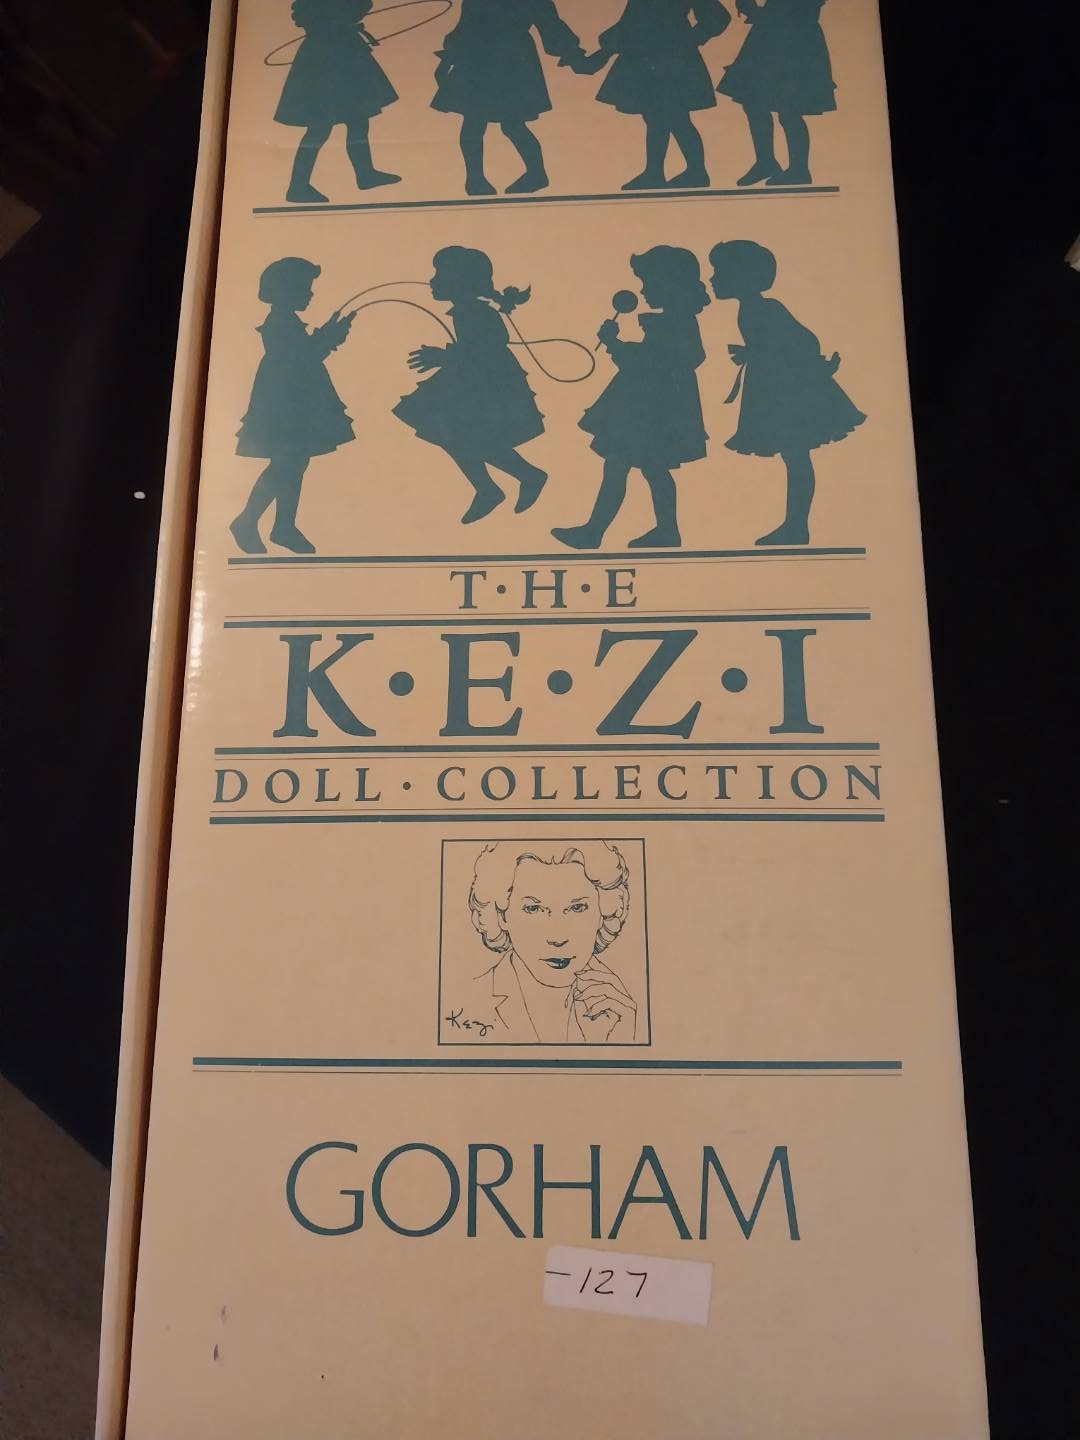 T·H·E
K·E·Z·I
DOLL·COLLECTION
Kezi
GORHAM
-127